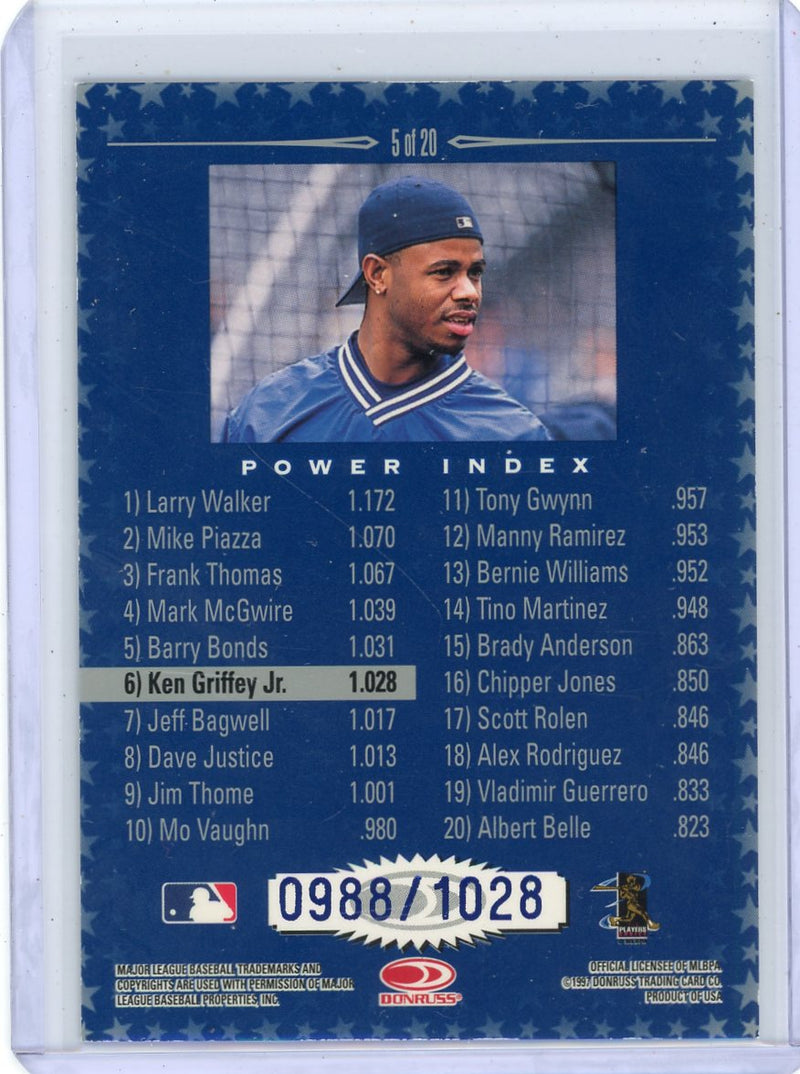 5 of 20
POWER INDEX
1) Larry Walker 1.172
2) Mike Piazza 1.070
3) Frank Thomas 1.067
4) Mark McGwire 1.039
5) Barry Bonds 1.031
6) Ken Griffey Jr. 1.028
7) Jeff Bagwell 1.017
8) Dave Justice 1.013
9) Jim Thome 1.001
10) Mo Vaughn .980
11) Tony Gwynn .957
12) Manny Ramirez .953
13) Bernie Williams .952
14) Tino Martinez .948
15) Brady Anderson .863
16) Chipper Jones .850
17) Scott Rolen .846
18) Alex Rodriguez .846
19) Vladimir Guerrero .833
20) Albert Belle .823
0988/1028
MAJOR LEAGUE BASEBALL TRADEMARKS AND
COPYRIGHTS ARE USED WITH PERMISSION OF MAJOR
LEAGUE BASEBALL PROPERTIES, INC.
DONRUSS
PLAYERS
OFFICIAL LICENSEE OF MLBPA
©1997 DONRUSS TRADING CARD CO.
PRODUCT OF USA